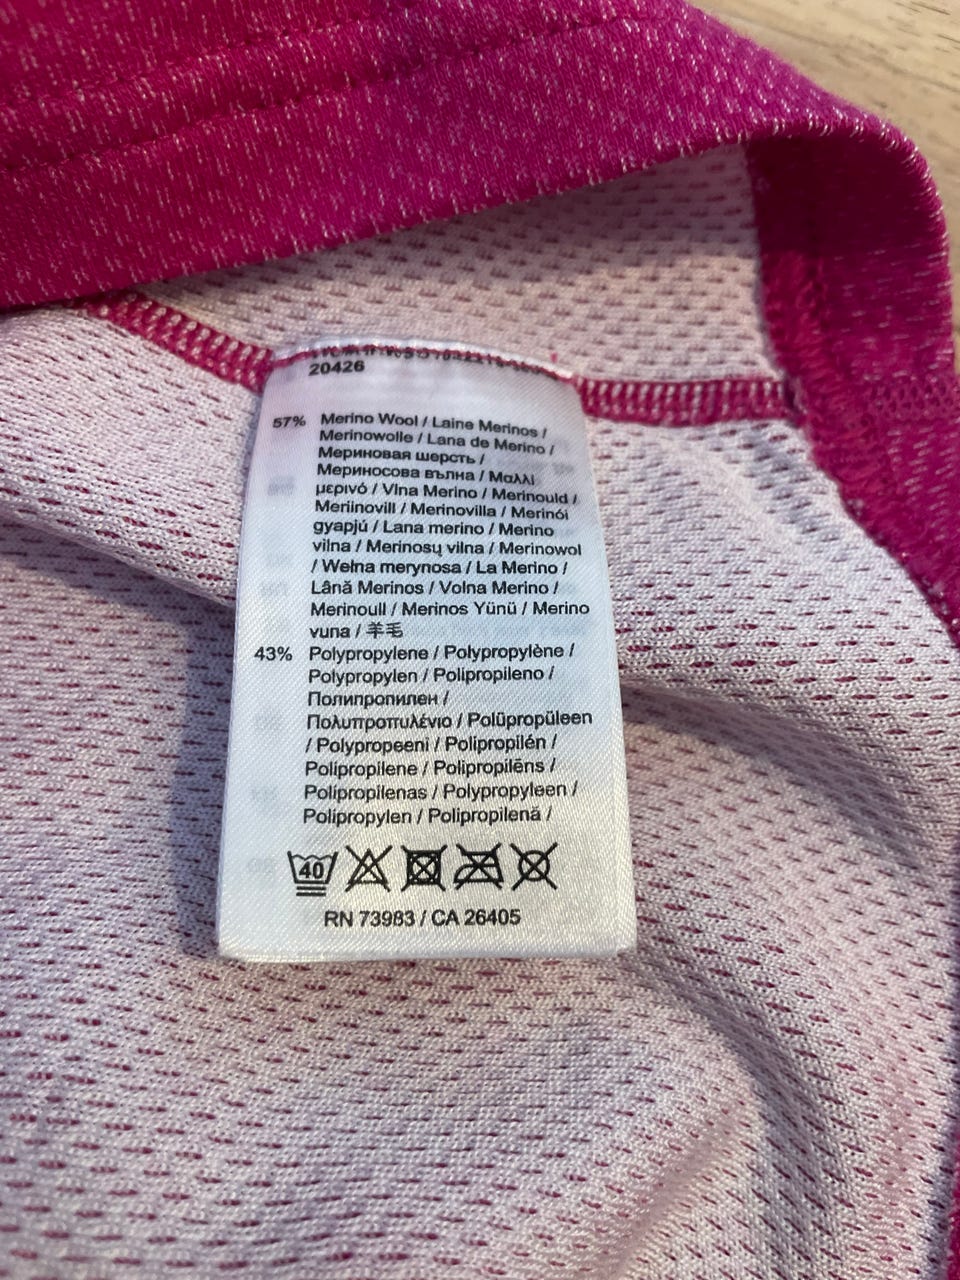 20426
57% Merino Wool / Laine Merinos /
Merinowolle / Lana de Merino /
Мериновая шерсть /
Мериносова вълна / Μαλλί
μερινό / Vlna Merino / Merinould /
Meriinovill / Merinovilla / Merinói
gyapjú / Lana merino / Merino
vilna / Merinosų vilna / Merinowol
/ Wełna merynosa / La Merino /
Lână Merinos / Volna Merino /
Merinoull / Merinos Yünü / Merino
vuna / 羊毛
43% Polypropylene / Polypropylène /
Polypropylen / Polipropileno /
Полипропилен /
Πολυπροπυλένιο / Polüpropüleen
/ Polypropeeni / Polipropilén /
Polipropilene / Polipropilēns /
Polipropilenas / Polypropyleen /
Polipropylen / Polipropilenă /
40
RN 73983 / CA 26405